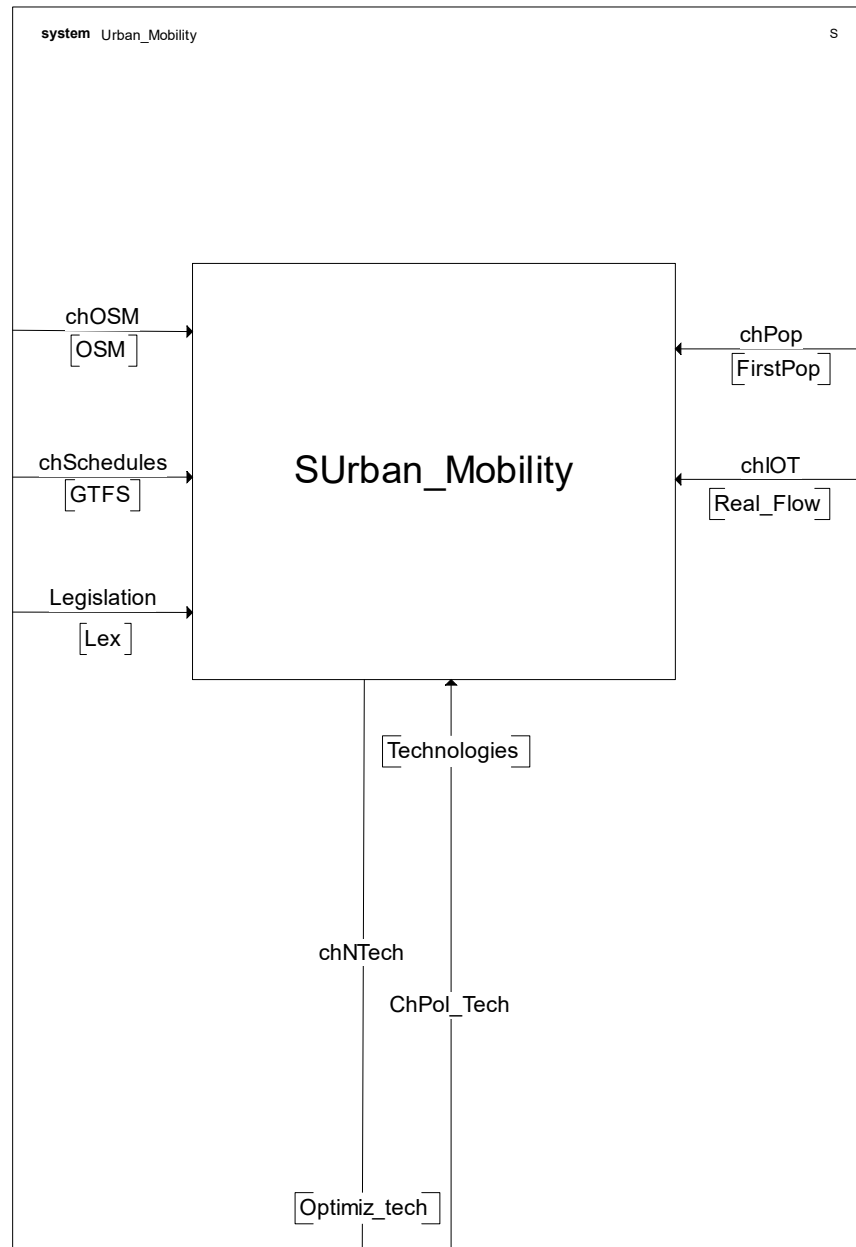 system Urban_Mobility S
chOSM
[OSM]
chPop
[FirstPop]
chSchedules
[GTFS]
SUrban_Mobility
chIOT
[Real_Flow]
Legislation
[Lex]
[Technologies]
chNTech
ChPol_Tech
[Optimiz_tech]